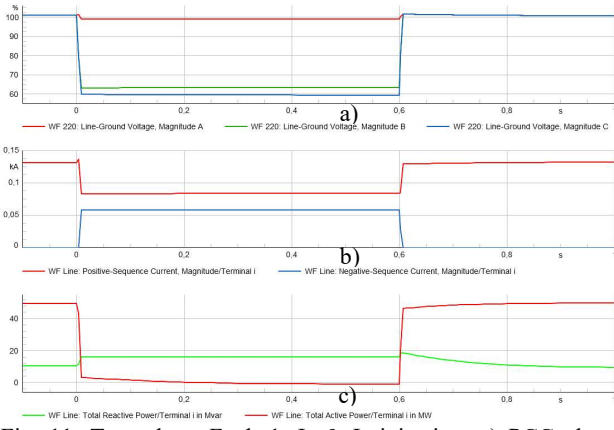 %
100
90
80
70
60
0 0,2 0,4 0,6 0,8 s
a)
WF 220: Line-Ground Voltage, Magnitude A WF 220: Line-Ground Voltage, Magnitude B WF 220: Line-Ground Voltage, Magnitude C
0,15
kA
0,1
0,05
0
0 0,2 0,4 0,6 0,8 s
b)
WF Line: Positive-Sequence Current, Magnitude/Terminal i WF Line: Negative-Sequence Current, Magnitude/Terminal i
40
20
0
0 0,2 0,4 0,6 0,8 s
c)
WF Line: Total Reactive Power/Terminal i in Mvar WF Line: Total Active Power/Terminal i in MW